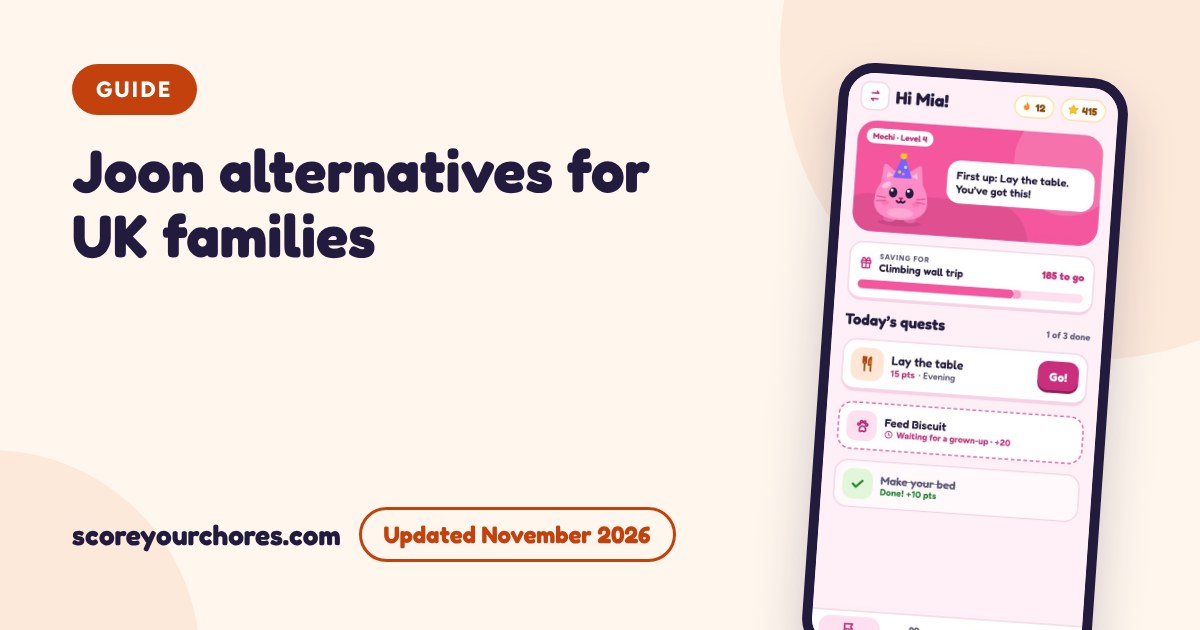 GUIDE
Joon alternatives for
UK families
scoreyourchores.com
Updated November 2026
Hi Mia!
12
415
Mochi · Level 4
First up: Lay the table.
You've got this!
SAVING FOR
Climbing wall trip
185 to go
Today's quests
1 of 3 done
Lay the table
15 pts · Evening
Go!
Feed Biscuit
Waiting for a grown-up · +20
Make your bed
Done! +10 pts